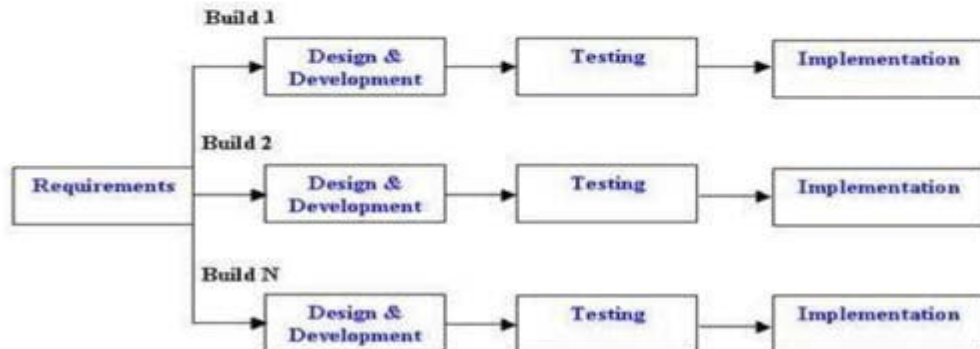 Build 1
Design &
Development
Testing
Implementation
Build 2
Requirements
Design &
Development
Testing
Implementation
Build N
Design &
Development
Testing
Implementation